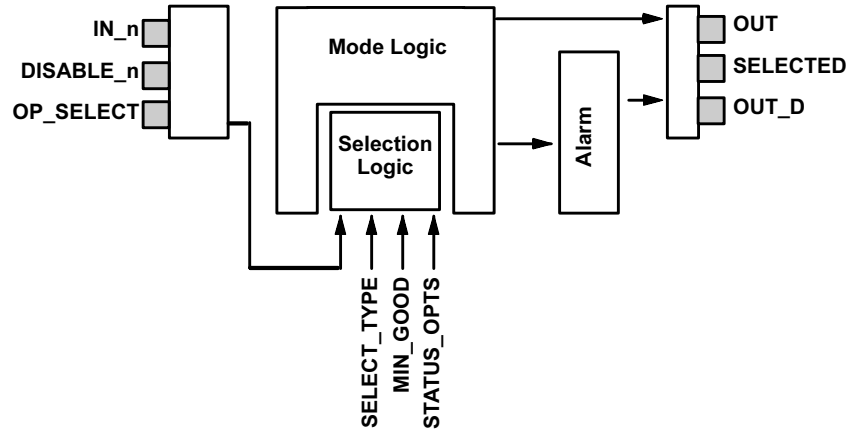 IN_n
DISABLE_n
OP_SELECT
Mode Logic
Selection
Logic
Alarm
OUT
SELECTED
OUT_D
SELECT_TYPE
MIN_GOOD
STATUS_OPTS